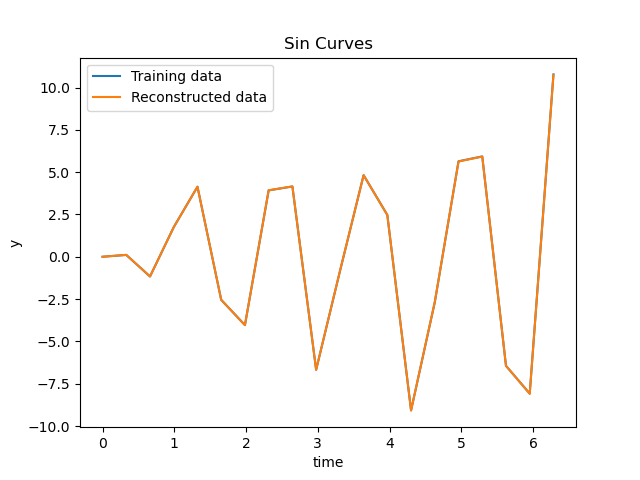 Sin Curves
Training data
Reconstructed data
10.0
7.5
5.0
2.5
0.0
−2.5
−5.0
−7.5
−10.0
y
0 1 2 3 4 5 6
time